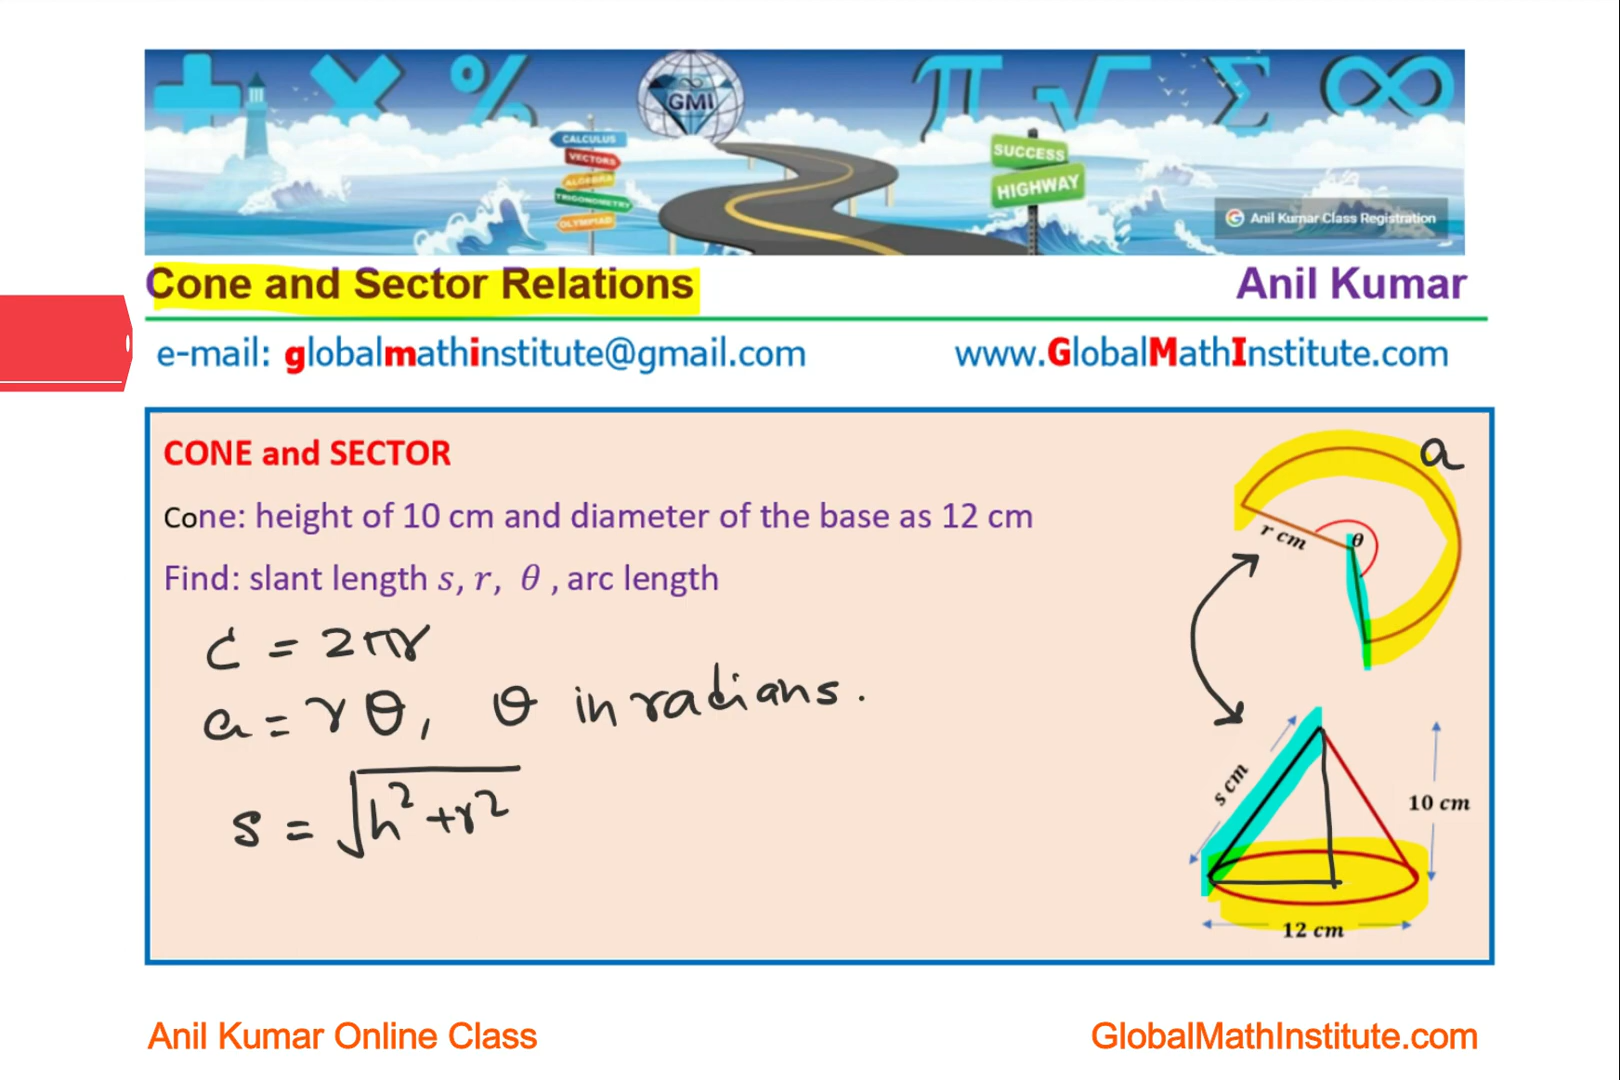 GMI
CALCULUS
VECTORS
ALGEBRA
TRIGONOMETRY
OLYMPIAD
SUCCESS
HIGHWAY
Anil Kumar Class Registration
Cone and Sector Relations
Anil Kumar
e-mail: globalmathinstitute@gmail.com
www.GlobalMathInstitute.com
CONE and SECTOR
Cone: height of 10 cm and diameter of the base as 12 cm
Find: slant length s, r, θ , arc length
C = 2πr
a = rθ, θ in radians.
s = √h²+r²
a
r cm
θ
s cm
10 cm
12 cm
Anil Kumar Online Class
GlobalMathInstitute.com